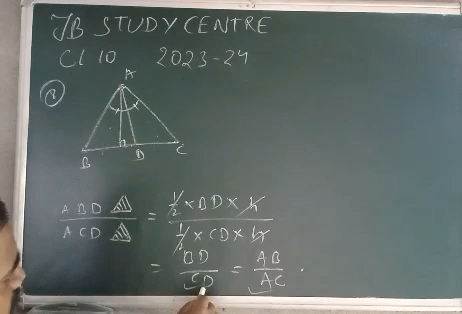 JB STUDY CENTRE
Cl 10 2023-24
8
A
B D C
ABD = 1/2 × BD × h
ACD 1/2 × CD × h
= BD = AB .
CD AC